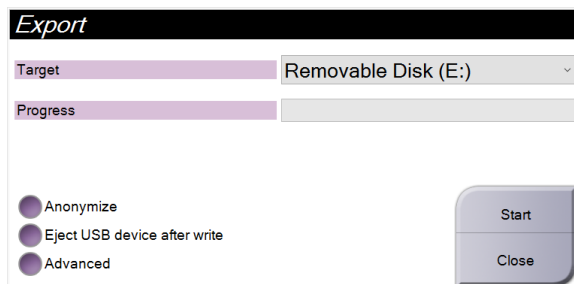 Export
Target
Removable Disk (E:)
Progress
Anonymize
Eject USB device after write
Advanced
Start
Close